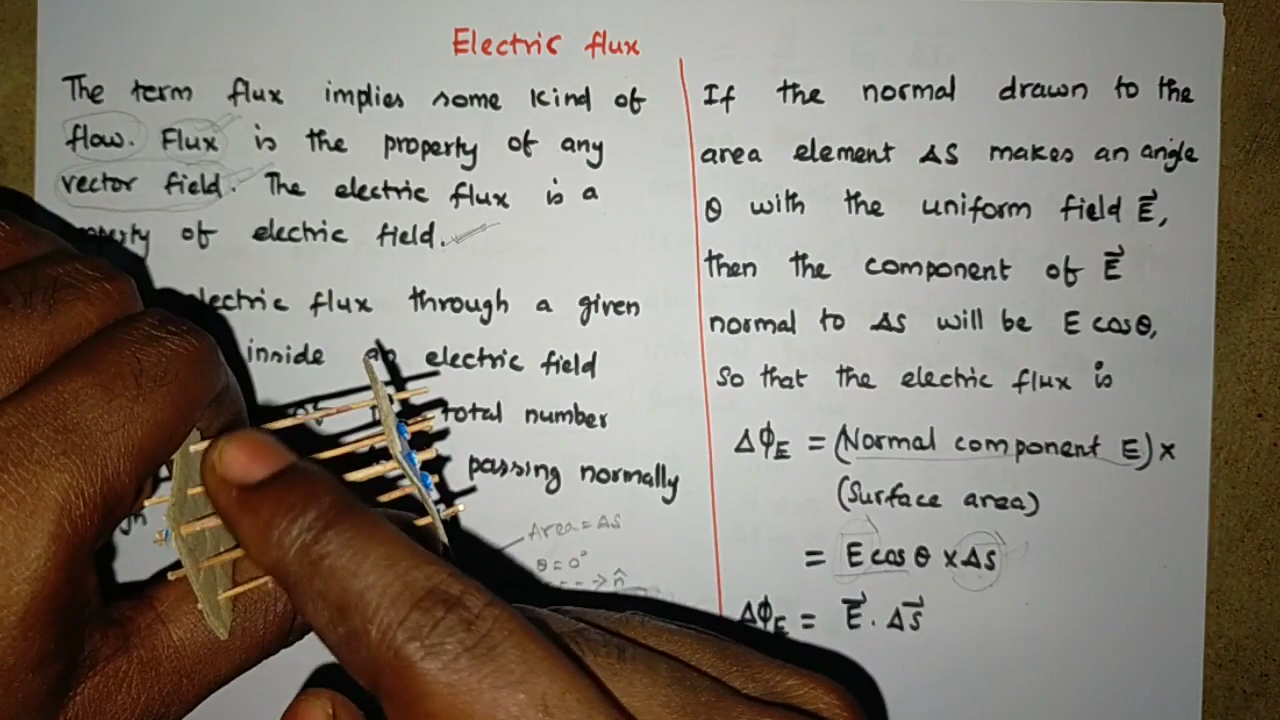 Electric flux
The term flux implies some kind of
flow. Flux is the property of any
vector field. The electric flux is a
of electric field.
electric flux through a given
inside an electric field
total number
passing normally
Area = ΔS
θ = 0°
n̂
If the normal drawn to the
area element ΔS makes an angle
θ with the uniform field E⃗,
then the component of E⃗
normal to ΔS will be E cosθ,
So that the electric flux is
Δϕ_E = (Normal component E) ×
(Surface area)
= E cos θ × ΔS
Δϕ_E = E⃗ . ΔS⃗